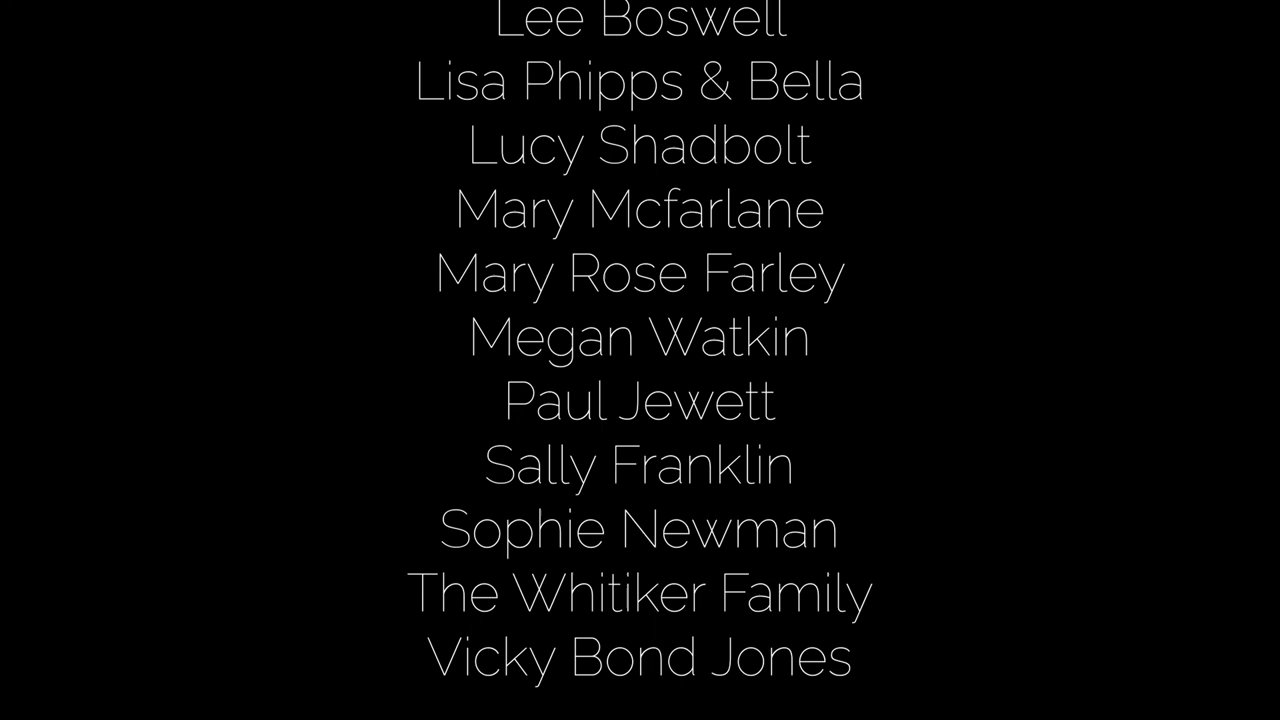 Lee Boswell
Lisa Phipps & Bella
Lucy Shadbolt
Mary Mcfarlane
Mary Rose Farley
Megan Watkin
Paul Jewett
Sally Franklin
Sophie Newman
The Whitiker Family
Vicky Bond Jones